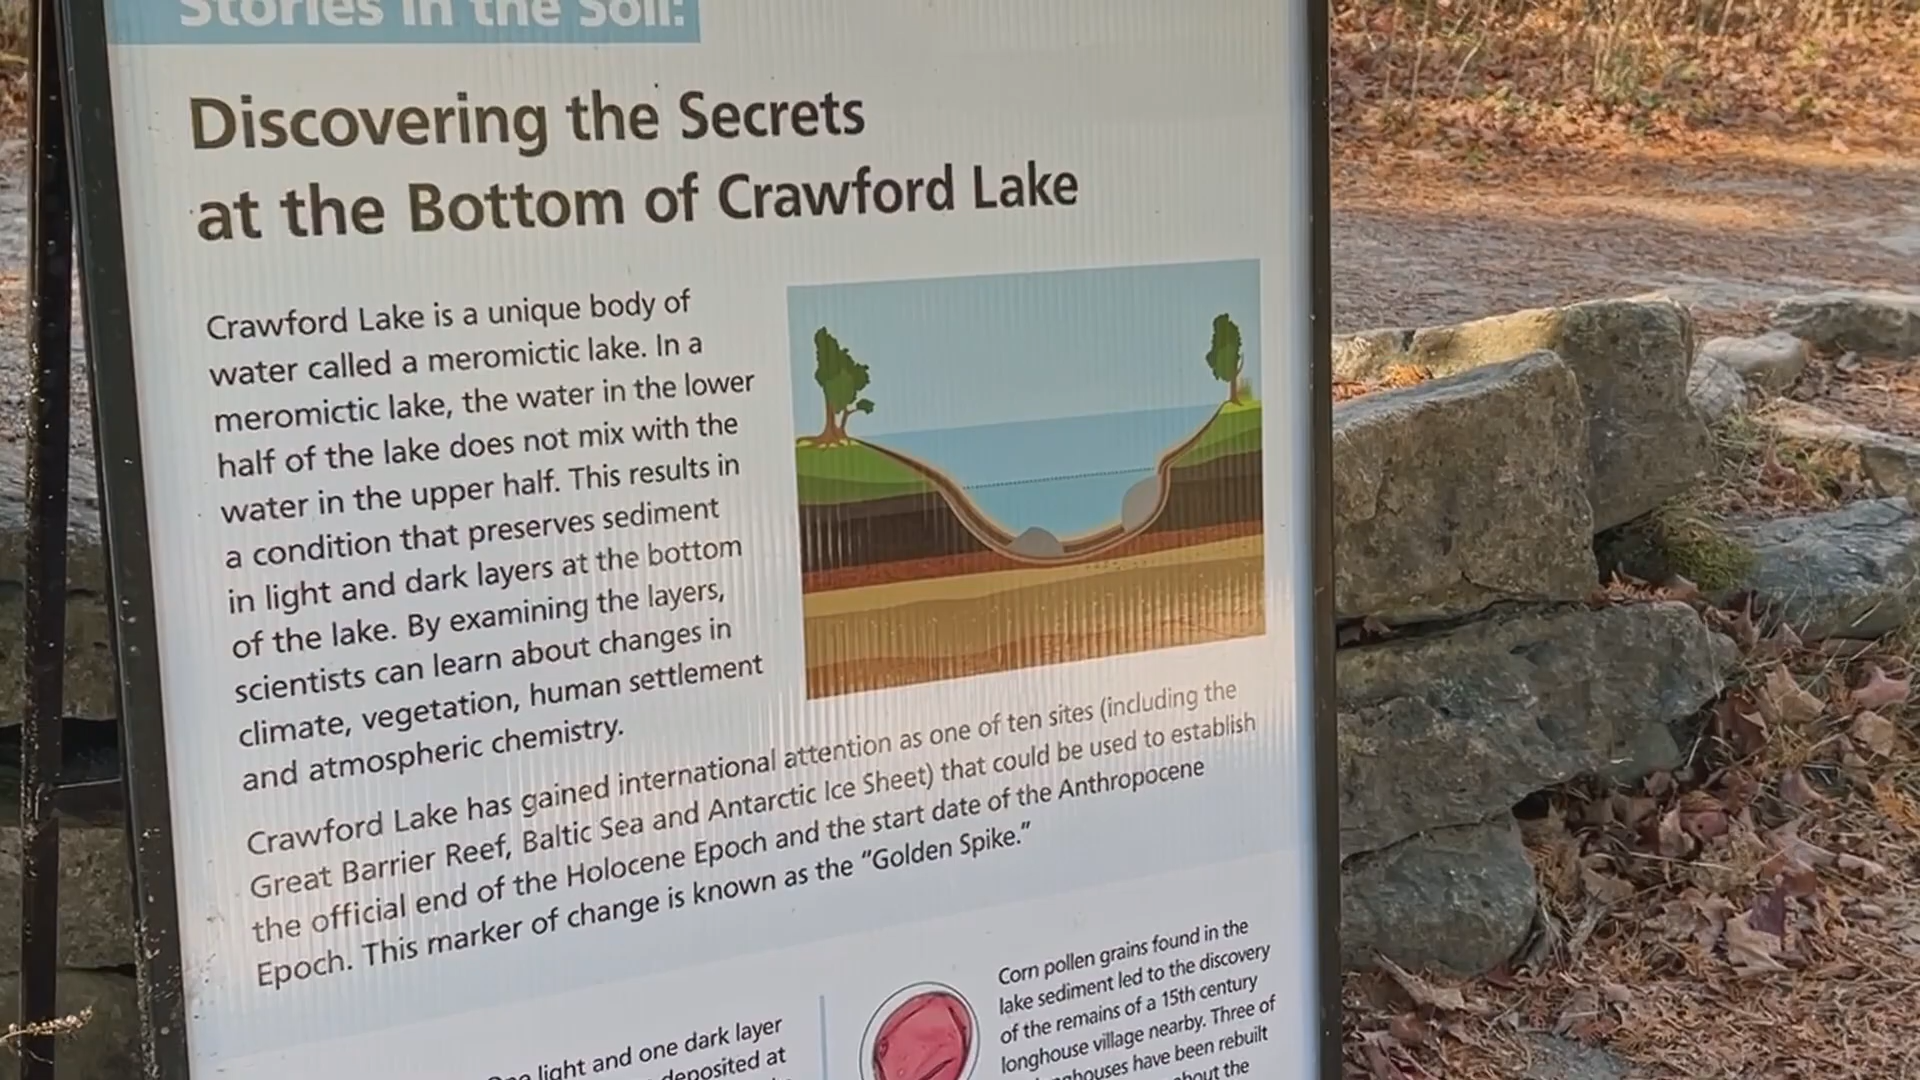 Stories in the Soil:
Discovering the Secrets
at the Bottom of Crawford Lake
Crawford Lake is a unique body of
water called a meromictic lake. In a
meromictic lake, the water in the lower
half of the lake does not mix with the
water in the upper half. This results in
a condition that preserves sediment
in light and dark layers at the bottom
of the lake. By examining the layers,
scientists can learn about changes in
climate, vegetation, human settlement
and atmospheric chemistry.
Crawford Lake has gained international attention as one of ten sites (including the
Great Barrier Reef, Baltic Sea and Antarctic Ice Sheet) that could be used to establish
the official end of the Holocene Epoch and the start date of the Anthropocene
Epoch. This marker of change is known as the “Golden Spike.”
light and one dark layer
deposited at
Corn pollen grains found in the
lake sediment led to the discovery
of the remains of a 15th century
longhouse village nearby. Three of
have been rebuilt
the